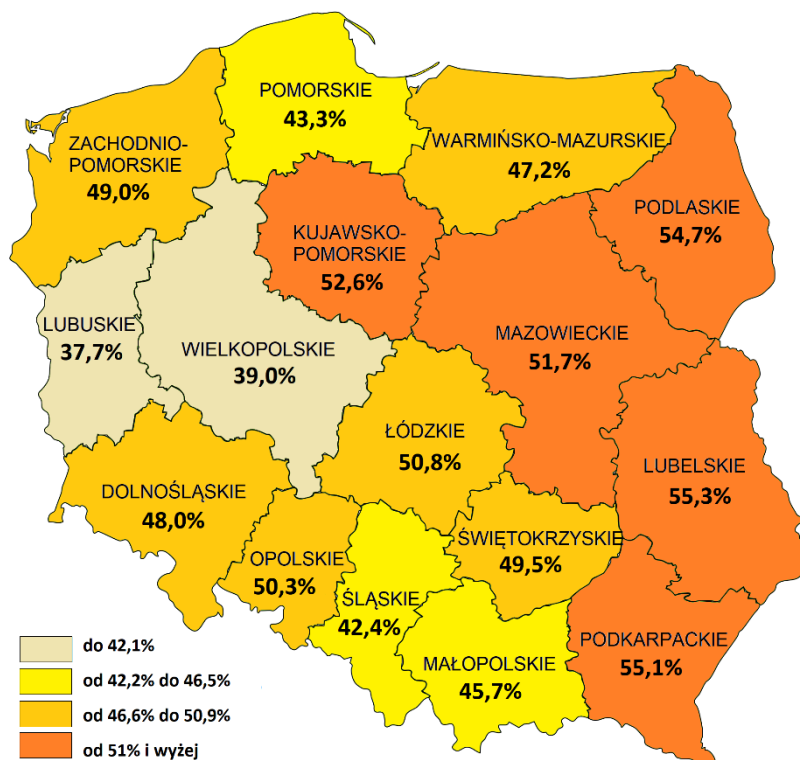 POMORSKIE
43,3%
ZACHODNIO-
POMORSKIE
49,0%
WARMIŃSKO-MAZURSKIE
47,2%
PODLASKIE
54,7%
KUJAWSKO-
POMORSKIE
52,6%
LUBUSKIE
37,7%
WIELKOPOLSKIE
39,0%
MAZOWIECKIE
51,7%
ŁÓDZKIE
50,8%
LUBELSKIE
55,3%
DOLNOŚLĄSKIE
48,0%
OPOLSKIE
50,3%
ŚWIĘTOKRZYSKIE
49,5%
ŚLĄSKIE
42,4%
MAŁOPOLSKIE
45,7%
PODKARPACKIE
55,1%
do 42,1%
od 42,2% do 46,5%
od 46,6% do 50,9%
od 51% i wyżej